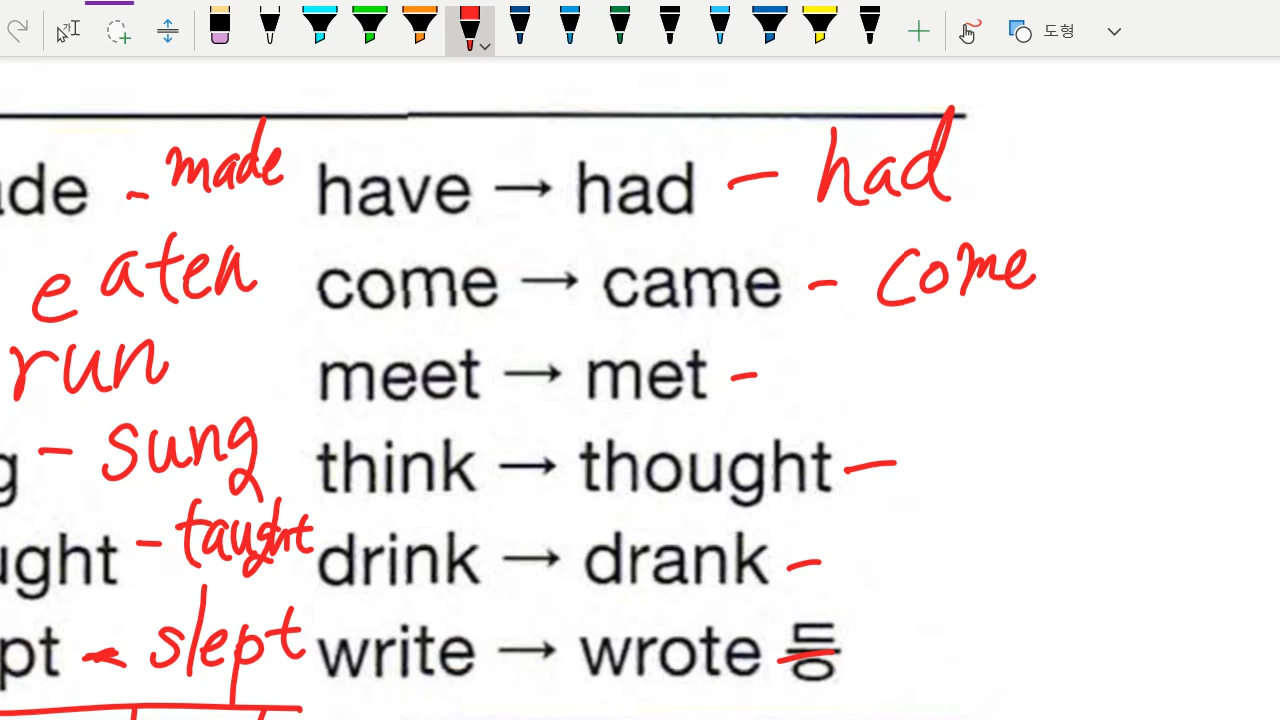 도형
ade - made have → had - had
eaten come → came - come
run meet → met -
g - sung think → thought -
ught - taught drink → drank -
pt - slept write → wrote 등